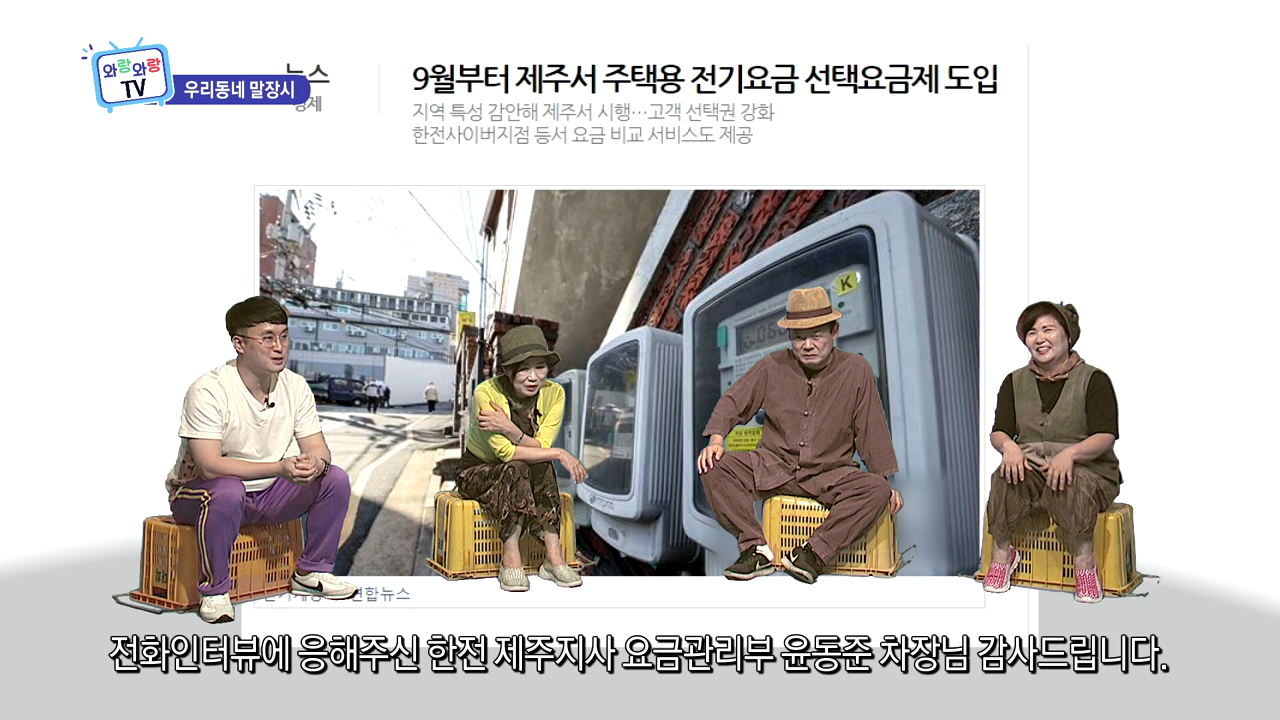 와랑와랑
TV
우리동네 말장시
뉴스
경제
9월부터 제주서 주택용 전기요금 선택요금제 도입
지역 특성 감안해 제주서 시행…고객 선택권 강화
한전사이버지점 등서 요금 비교 서비스도 제공
K
연합뉴스
전화인터뷰에 응해주신 한전 제주지사 요금관리부 윤동준 차장님 감사드립니다.